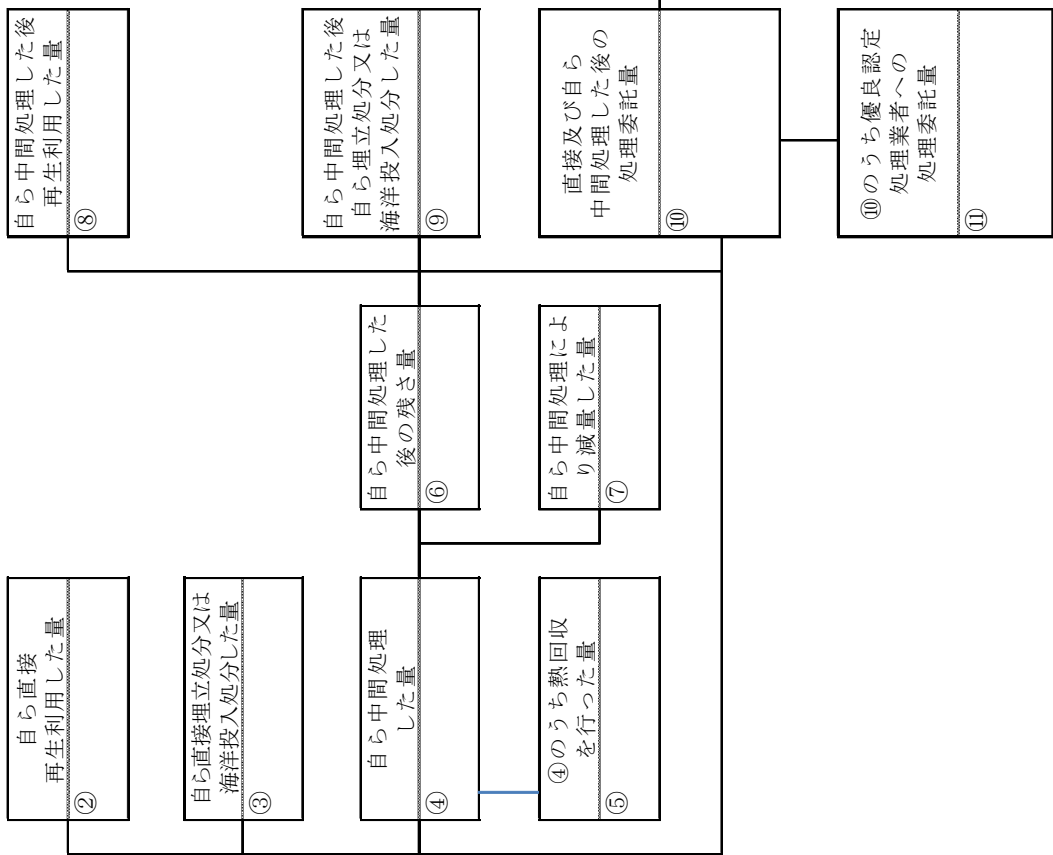 自ら直接
再生利用した量
②
自ら直接埋立処分又は
海洋投入処分した量
③
自ら中間処理
した量
④
④のうち熱回収
を行った量
⑤
自ら中間処理した
後の残さ量
⑥
自ら中間処理によ
り減量した量
⑦
自ら中間処理した後
再生利用した量
⑧
自ら中間処理した後
自ら埋立処分又は
海洋投入処分した量
⑨
直接及び自ら
中間処理した後の
処理委託量
⑩
⑩のうち優良認定
処理業者への
処理委託量
⑪